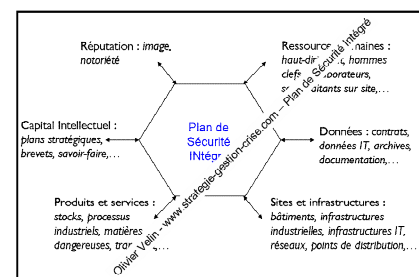 Réputation : image,
notoriété
Ressources humaines :
haut-dirigeant, hommes
clefs, collaborateurs,
sous-traitants sur site,…
Capital Intellectuel :
plans stratégiques,
brevets, savoir-faire,…
Plan de
Sécurité
INtégré
Données : contrats,
données IT, archives,
documentation,…
Produits et services :
stocks, processus
industriels, matières
dangereuses,
Sites et infrastructures :
bâtiments, infrastructures
industrielles, infrastructures IT,
réseaux, points de distribution,…
Olivier Velin - www.strategie-gestion-crise.com – Plan de Sécurité Intégré